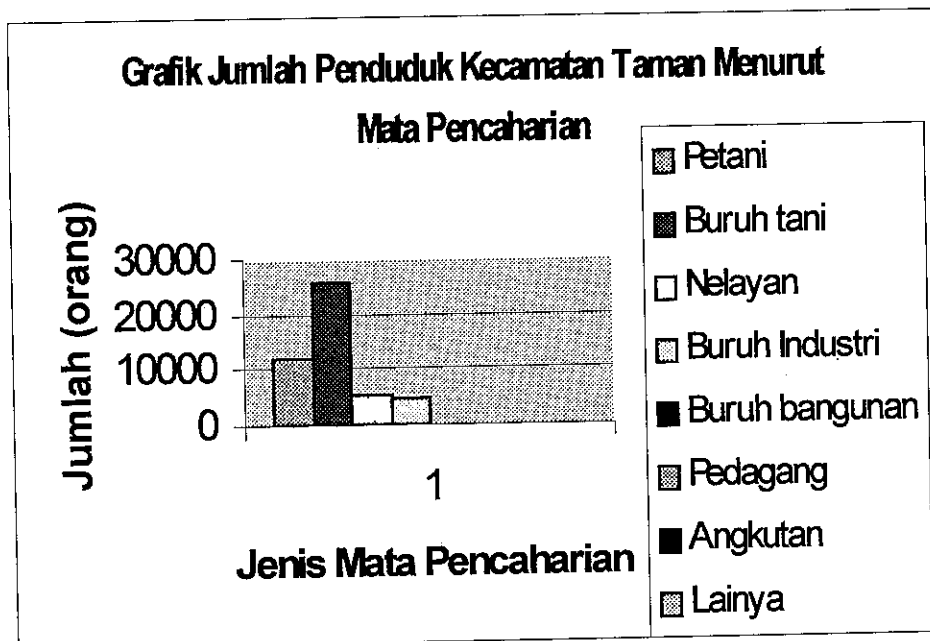 Grafik Jumlah Penduduk Kecamatan Taman Menurut
Mata Pencaharian
Jumlah (orang)
30000
20000
10000
0
1
Jenis Mata Pencaharian
Petani
Buruh tani
Nelayan
Buruh Industri
Buruh bangunan
Pedagang
Angkutan
Lainya